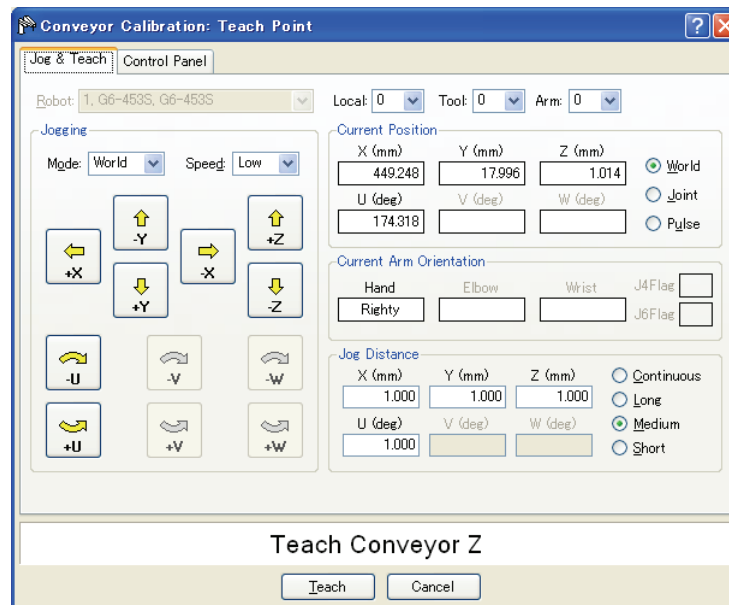 Conveyor Calibration: Teach Point
Jog & Teach Control Panel
Robot: 1, G6-453S, G6-453S Local: 0 Tool: 0 Arm: 0
Jogging
Mode: World Speed: Low
+X
-Y
+Y
-X
+Z
-Z
-U -V -W
+U +V +W
Current Position
X (mm) Y (mm) Z (mm)
449.248 17.996 1.014
U (deg) V (deg) W (deg)
174.318
World
Joint
Pulse
Current Arm Orientation
Hand Elbow Wrist
Righty
J4Flag
J6Flag
Jog Distance
X (mm) Y (mm) Z (mm)
1.000 1.000 1.000
U (deg) V (deg) W (deg)
1.000
Continuous
Long
Medium
Short
Teach Conveyor Z
Teach Cancel